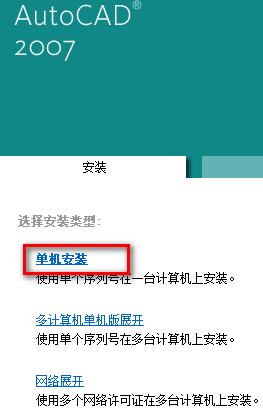 AutoCAD®
2007
安装
选择安装类型:
单机安装
使用单个序列号在一台计算机上安装。
多计算机单机版展开
使用单个序列号在多台计算机上安装。
网络展开
使用多个网络许可证在多台计算机上安装。